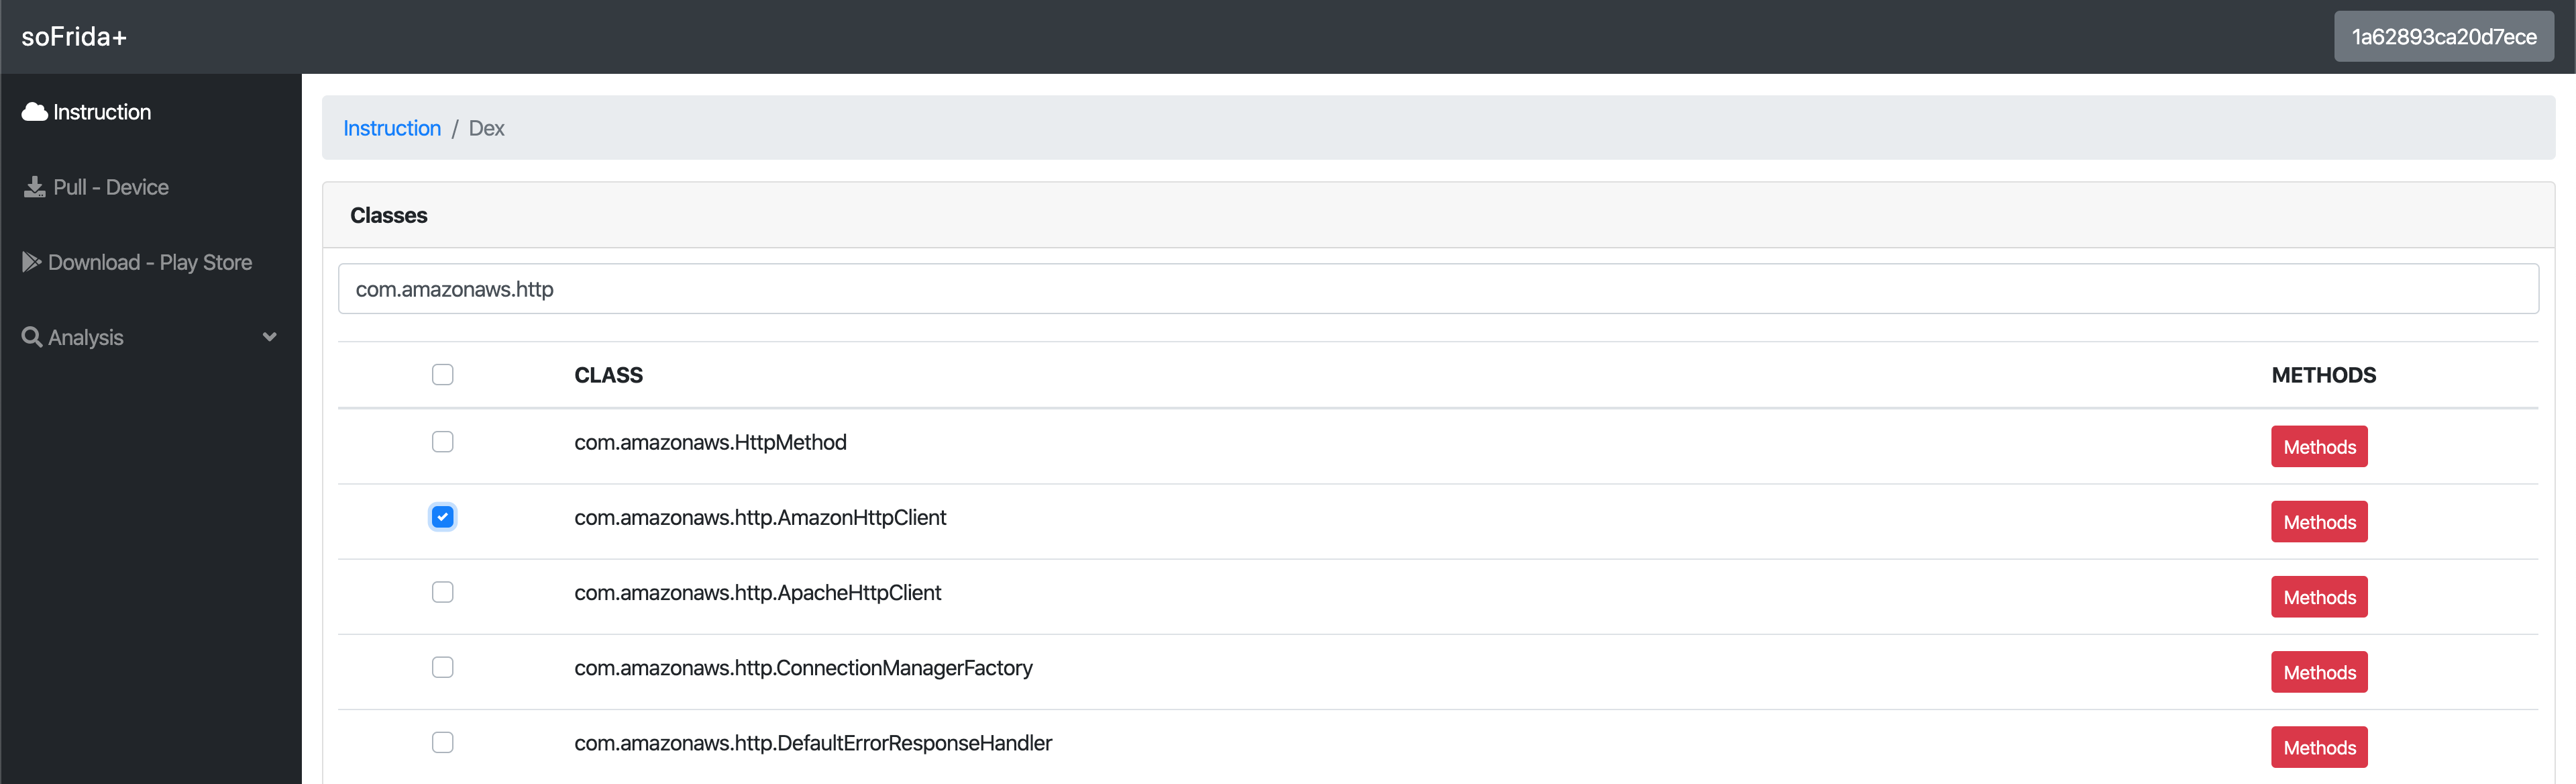 soFrida+
1a62893ca20d7ece
Instruction
Pull - Device
Download - Play Store
Analysis
Instruction / Dex
Classes
com.amazonaws.http
CLASS METHODS
com.amazonaws.HttpMethod Methods
com.amazonaws.http.AmazonHttpClient Methods
com.amazonaws.http.ApacheHttpClient Methods
com.amazonaws.http.ConnectionManagerFactory Methods
com.amazonaws.http.DefaultErrorResponseHandler Methods